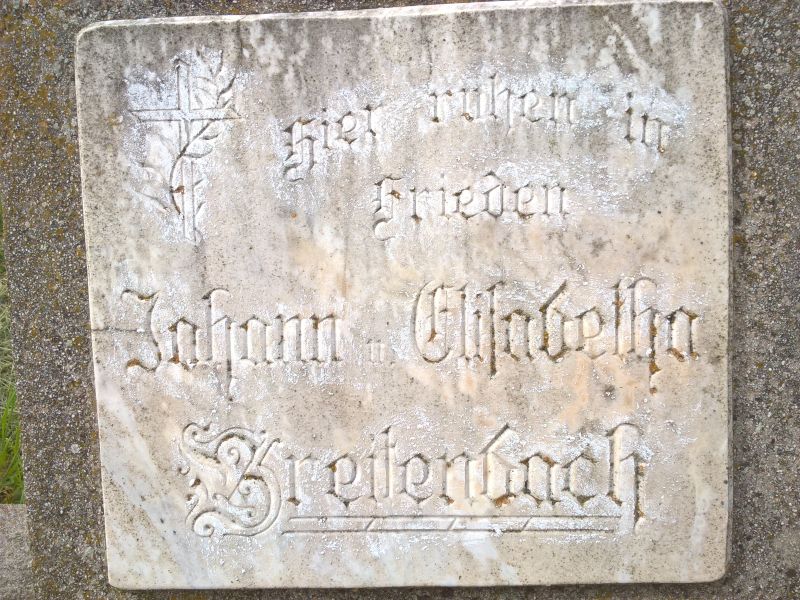 Hier ruhen in
Frieden
Johann u. Elisabetha
Breitenbach